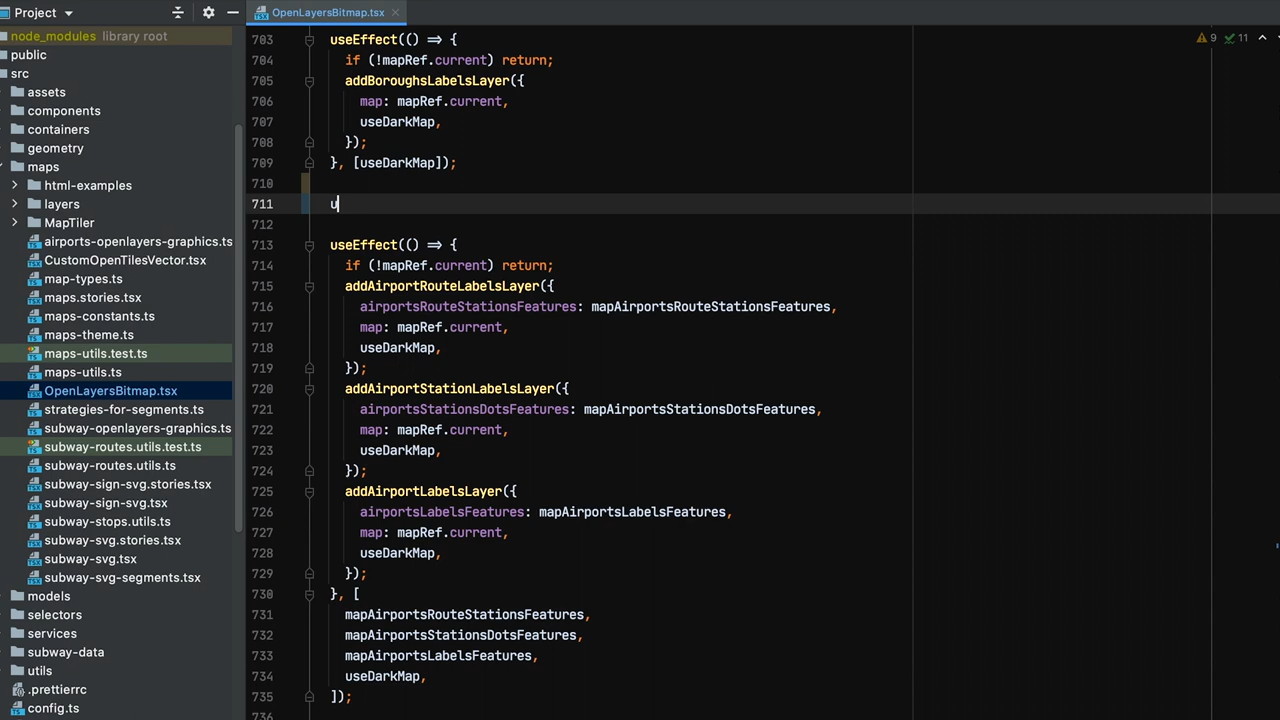 Project
OpenLayersBitmap.tsx
node_modules library root
public
src
assets
components
containers
geometry
maps
html-examples
layers
MapTiler
airports-openlayers-graphics.ts
CustomOpenTilesVector.tsx
map-types.ts
maps.stories.tsx
maps-constants.ts
maps-theme.ts
maps-utils.test.ts
maps-utils.ts
OpenLayersBitmap.tsx
strategies-for-segments.ts
subway-openlayers-graphics.ts
subway-routes.utils.test.ts
subway-routes.utils.ts
subway-sign-svg.stories.tsx
subway-sign-svg.tsx
subway-stops.utils.ts
subway-svg.stories.tsx
subway-svg.tsx
subway-svg-segments.tsx
models
selectors
services
subway-data
utils
.prettierrc
config.ts
9 11
703 useEffect(() => {
704 if (!mapRef.current) return;
705 addBoroughsLabelsLayer({
706 map: mapRef.current,
707 useDarkMap,
708 });
709 }, [useDarkMap]);
710
711 u
712
713 useEffect(() => {
714 if (!mapRef.current) return;
715 addAirportRouteLabelsLayer({
716 airportsRouteStationsFeatures: mapAirportsRouteStationsFeatures,
717 map: mapRef.current,
718 useDarkMap,
719 });
720 addAirportStationLabelsLayer({
721 airportsStationsDotsFeatures: mapAirportsStationsDotsFeatures,
722 map: mapRef.current,
723 useDarkMap,
724 });
725 addAirportLabelsLayer({
726 airportsLabelsFeatures: mapAirportsLabelsFeatures,
727 map: mapRef.current,
728 useDarkMap,
729 });
730 }, [
731 mapAirportsRouteStationsFeatures,
732 mapAirportsStationsDotsFeatures,
733 mapAirportsLabelsFeatures,
734 useDarkMap,
735 ]);
736